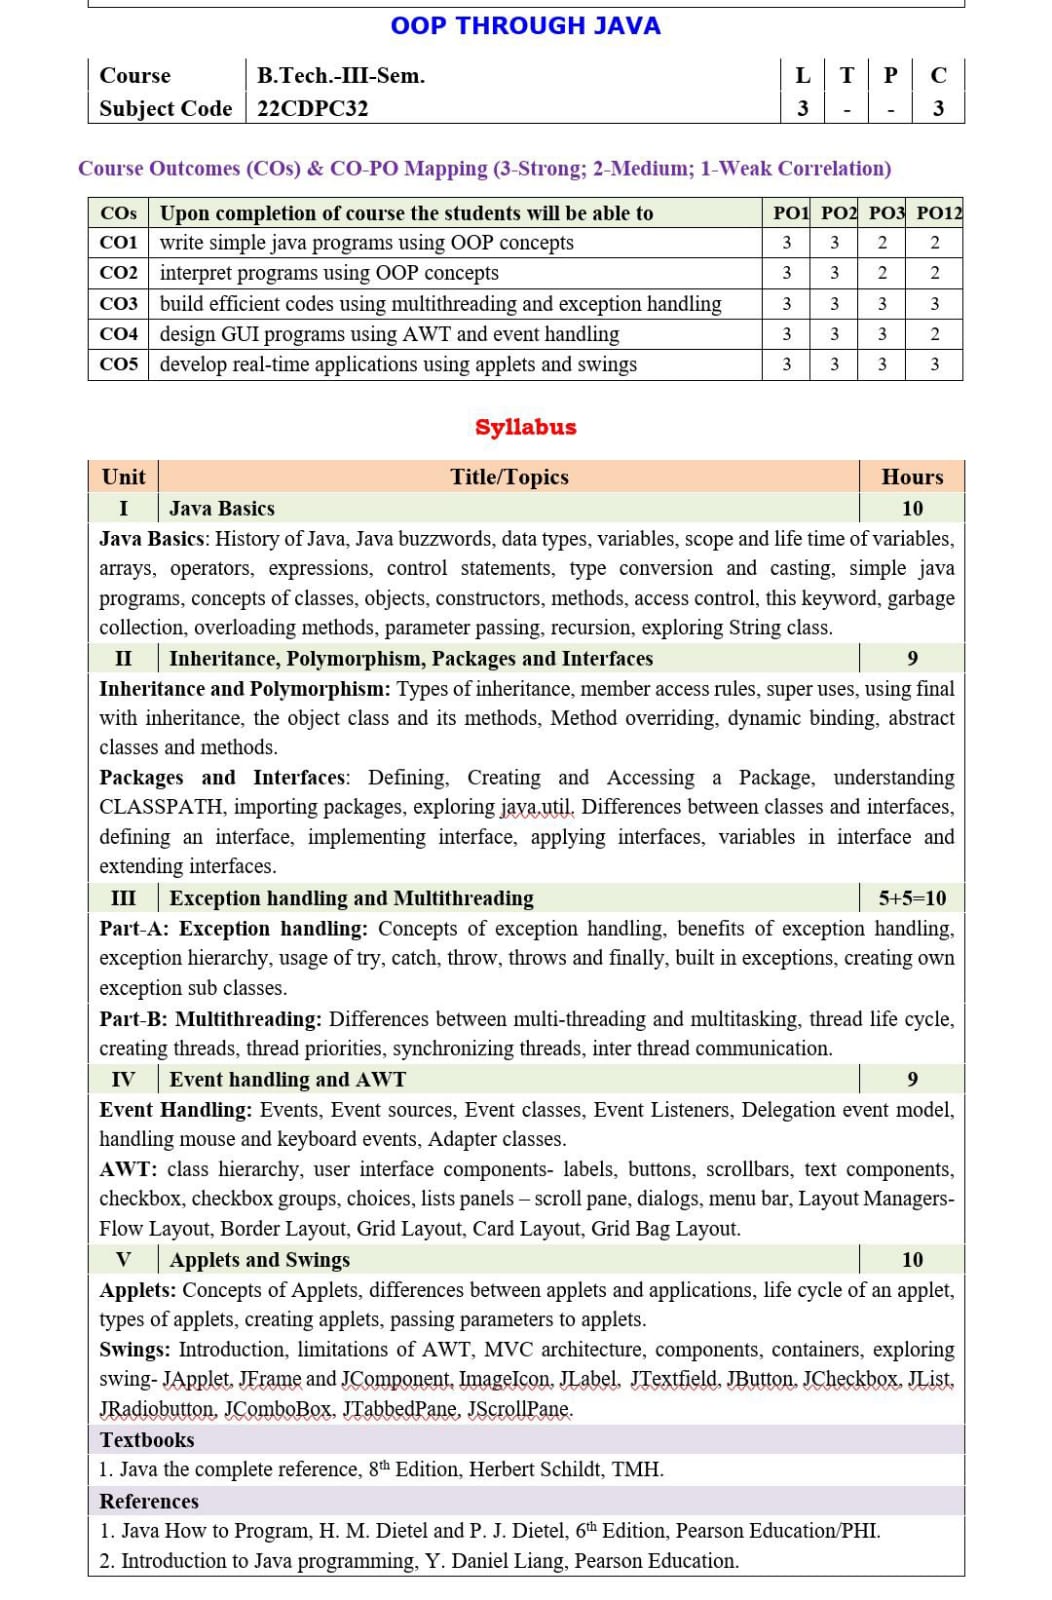 OOP THROUGH JAVA
Course B.Tech.-III-Sem. L T P C
Subject Code 22CDPC32 3 - - 3
Course Outcomes (COs) & CO-PO Mapping (3-Strong; 2-Medium; 1-Weak Correlation)
COs Upon completion of course the students will be able to PO1 PO2 PO3 PO12
CO1 write simple java programs using OOP concepts 3 3 2 2
CO2 interpret programs using OOP concepts 3 3 2 2
CO3 build efficient codes using multithreading and exception handling 3 3 3 3
CO4 design GUI programs using AWT and event handling 3 3 3 2
CO5 develop real-time applications using applets and swings 3 3 3 3
Syllabus
Unit Title/Topics Hours
I Java Basics 10
Java Basics: History of Java, Java buzzwords, data types, variables, scope and life time of variables,
arrays, operators, expressions, control statements, type conversion and casting, simple java
programs, concepts of classes, objects, constructors, methods, access control, this keyword, garbage
collection, overloading methods, parameter passing, recursion, exploring String class.
II Inheritance, Polymorphism, Packages and Interfaces 9
Inheritance and Polymorphism: Types of inheritance, member access rules, super uses, using final
with inheritance, the object class and its methods, Method overriding, dynamic binding, abstract
classes and methods.
Packages and Interfaces: Defining, Creating and Accessing a Package, understanding
CLASSPATH, importing packages, exploring java.util. Differences between classes and interfaces,
defining an interface, implementing interface, applying interfaces, variables in interface and
extending interfaces.
III Exception handling and Multithreading 5+5=10
Part-A: Exception handling: Concepts of exception handling, benefits of exception handling,
exception hierarchy, usage of try, catch, throw, throws and finally, built in exceptions, creating own
exception sub classes.
Part-B: Multithreading: Differences between multi-threading and multitasking, thread life cycle,
creating threads, thread priorities, synchronizing threads, inter thread communication.
IV Event handling and AWT 9
Event Handling: Events, Event sources, Event classes, Event Listeners, Delegation event model,
handling mouse and keyboard events, Adapter classes.
AWT: class hierarchy, user interface components- labels, buttons, scrollbars, text components,
checkbox, checkbox groups, choices, lists panels – scroll pane, dialogs, menu bar, Layout Managers-
Flow Layout, Border Layout, Grid Layout, Card Layout, Grid Bag Layout.
V Applets and Swings 10
Applets: Concepts of Applets, differences between applets and applications, life cycle of an applet,
types of applets, creating applets, passing parameters to applets.
Swings: Introduction, limitations of AWT, MVC architecture, components, containers, exploring
swing- JApplet, JFrame and JComponent, ImageIcon, JLabel, JTextfield, JButton, JCheckbox, JList,
JRadiobutton, JComboBox, JTabbedPane, JScrollPane.
Textbooks
1. Java the complete reference, 8th Edition, Herbert Schildt, TMH.
References
1. Java How to Program, H. M. Dietel and P. J. Dietel, 6th Edition, Pearson Education/PHI.
2. Introduction to Java programming, Y. Daniel Liang, Pearson Education.